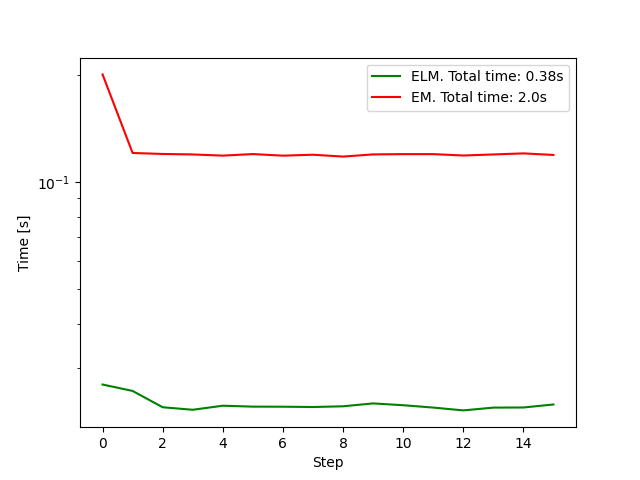 ELM. Total time: 0.38s
EM. Total time: 2.0s
Time [s]
10⁻¹
0 2 4 6 8 10 12 14
Step